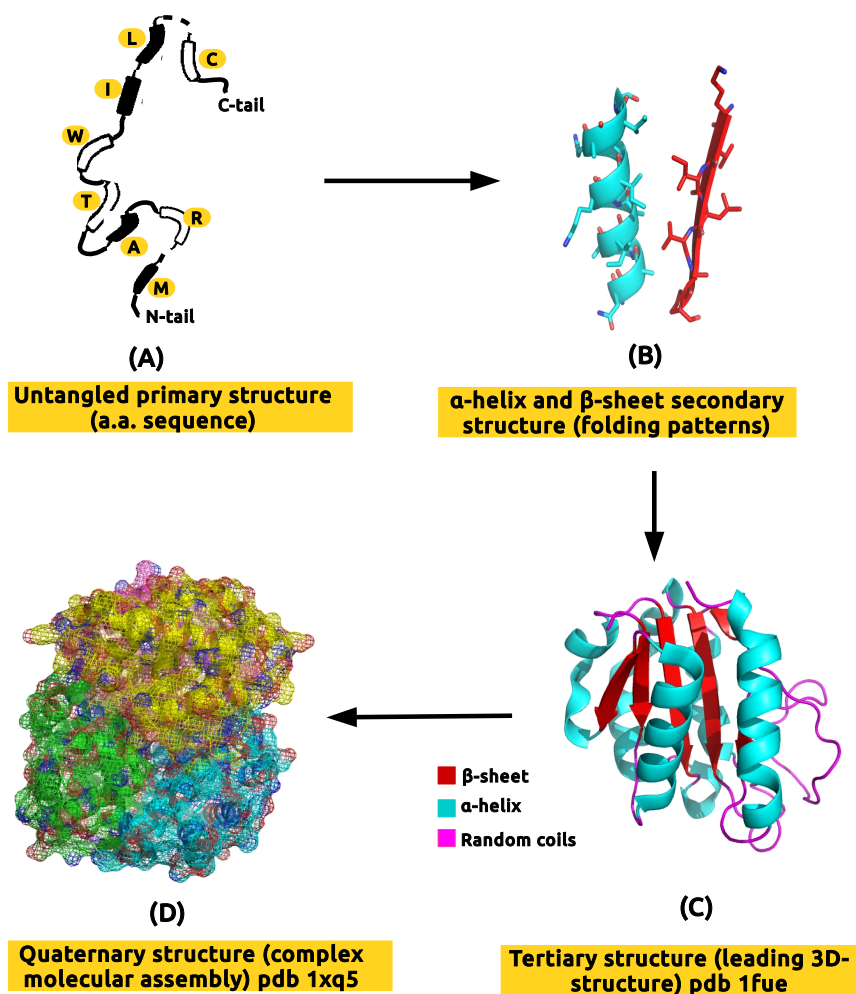 L
C
C-tail
I
W
T
R
A
M
N-tail
(A)
(B)
Untangled primary structure
(a.a. sequence)
α-helix and β-sheet secondary
structure (folding patterns)
β-sheet
α-helix
Random coils
(C)
(D)
Quaternary structure (complex
molecular assembly) pdb 1xq5
Tertiary structure (leading 3D-
structure) pdb 1fue